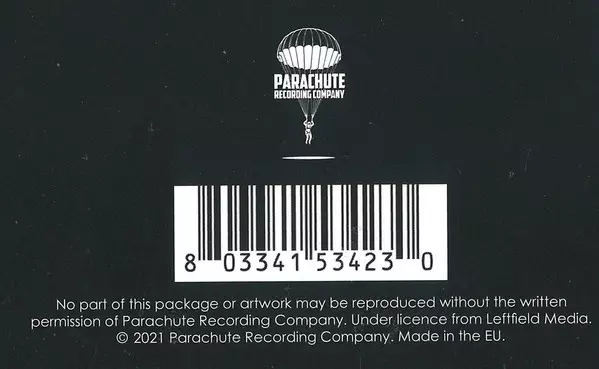 PARACHUTE
RECORDING COMPANY
8 03341 53423 0
No part of this package or artwork may be reproduced without the written
permission of Parachute Recording Company. Under licence from Leftfield Media.
© 2021 Parachute Recording Company. Made in the EU.